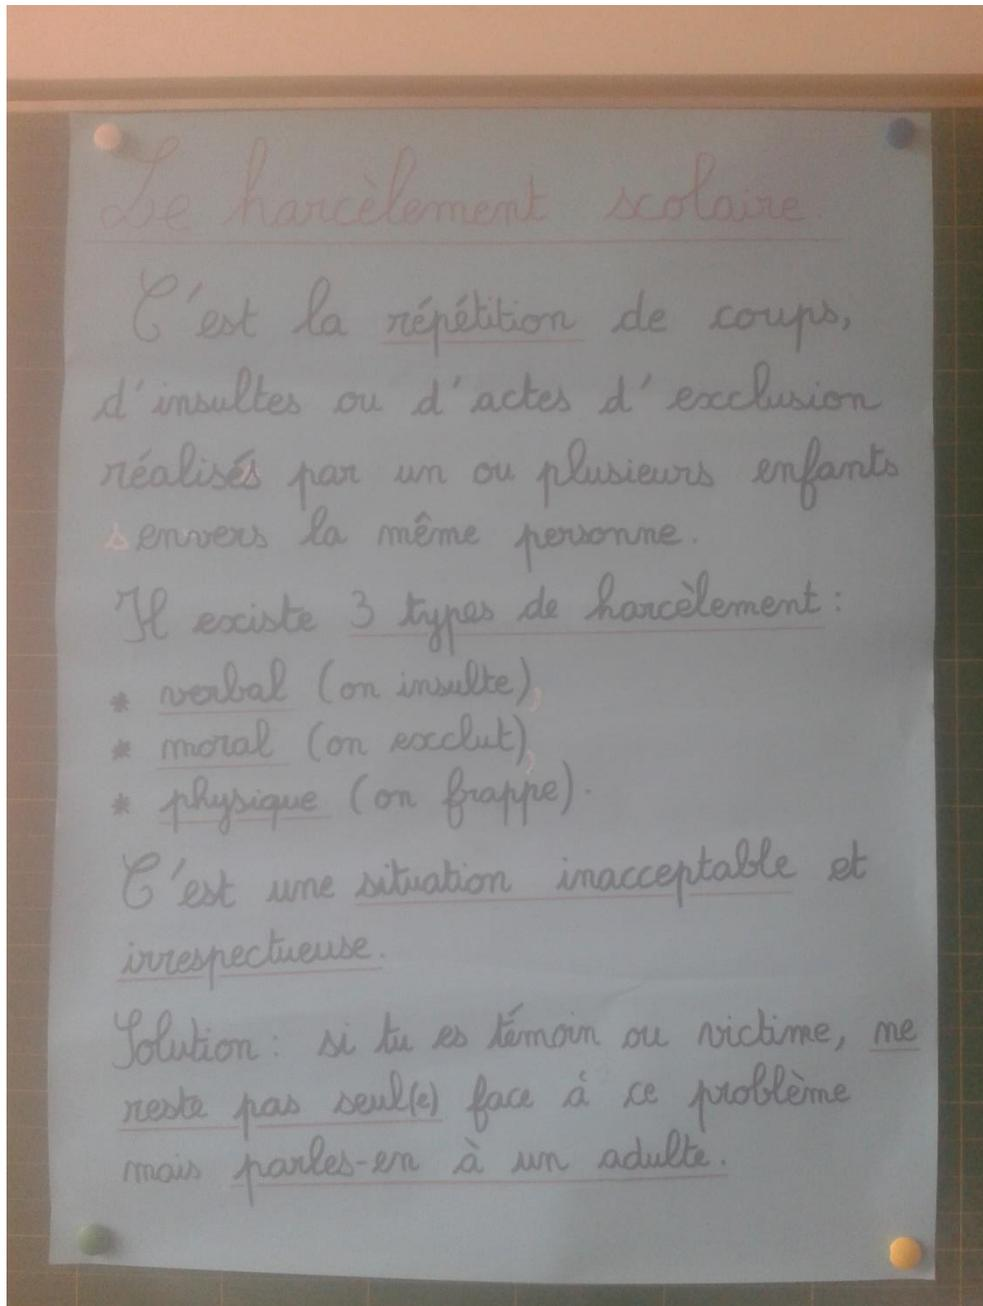 Le harcèlement scolaire.
C'est la répétition de coups,
d'insultes ou d'actes d'exclusion
réalisés par un ou plusieurs enfants
envers la même personne.
Il existe 3 types de harcèlement :
* verbal (on insulte),
* moral (on exclut),
* physique (on frappe).
C'est une situation inacceptable et
irrespectueuse.
Solution : si tu es témoin ou victime, ne
reste pas seul(e) face à ce problème
mais parles-en à un adulte.